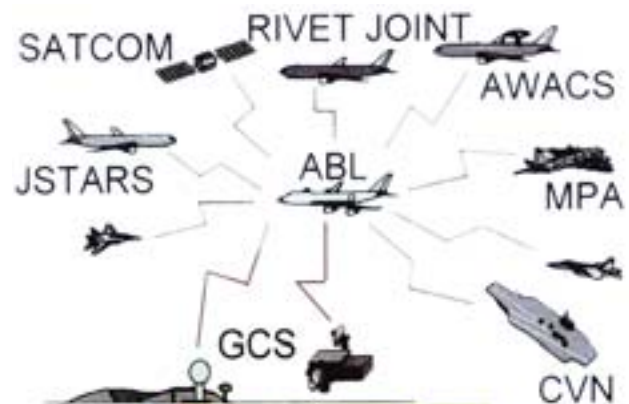 SATCOM
RIVET JOINT
AWACS
JSTARS
ABL
MPA
GCS
CVN